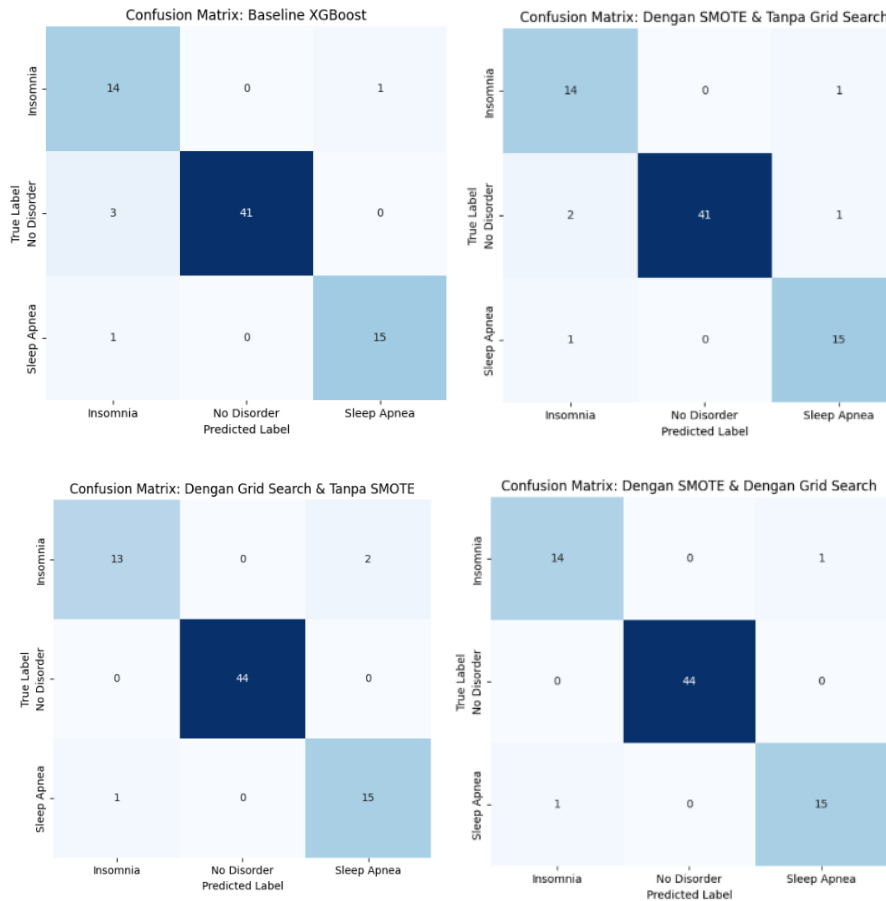 Confusion Matrix: Baseline XGBoost
Insomnia
14
0
1
True Label
No Disorder
3
41
0
Sleep Apnea
1
0
15
Insomnia
No Disorder
Sleep Apnea
Predicted Label
Confusion Matrix: Dengan SMOTE & Tanpa Grid Search
Insomnia
14
0
1
True Label
No Disorder
2
41
1
Sleep Apnea
1
0
15
Insomnia
No Disorder
Sleep Apnea
Predicted Label
Confusion Matrix: Dengan Grid Search & Tanpa SMOTE
Insomnia
13
0
2
True Label
No Disorder
0
44
0
Sleep Apnea
1
0
15
Insomnia
No Disorder
Sleep Apnea
Predicted Label
Confusion Matrix: Dengan SMOTE & Dengan Grid Search
Insomnia
14
0
1
True Label
No Disorder
0
44
0
Sleep Apnea
1
0
15
Insomnia
No Disorder
Sleep Apnea
Predicted Label